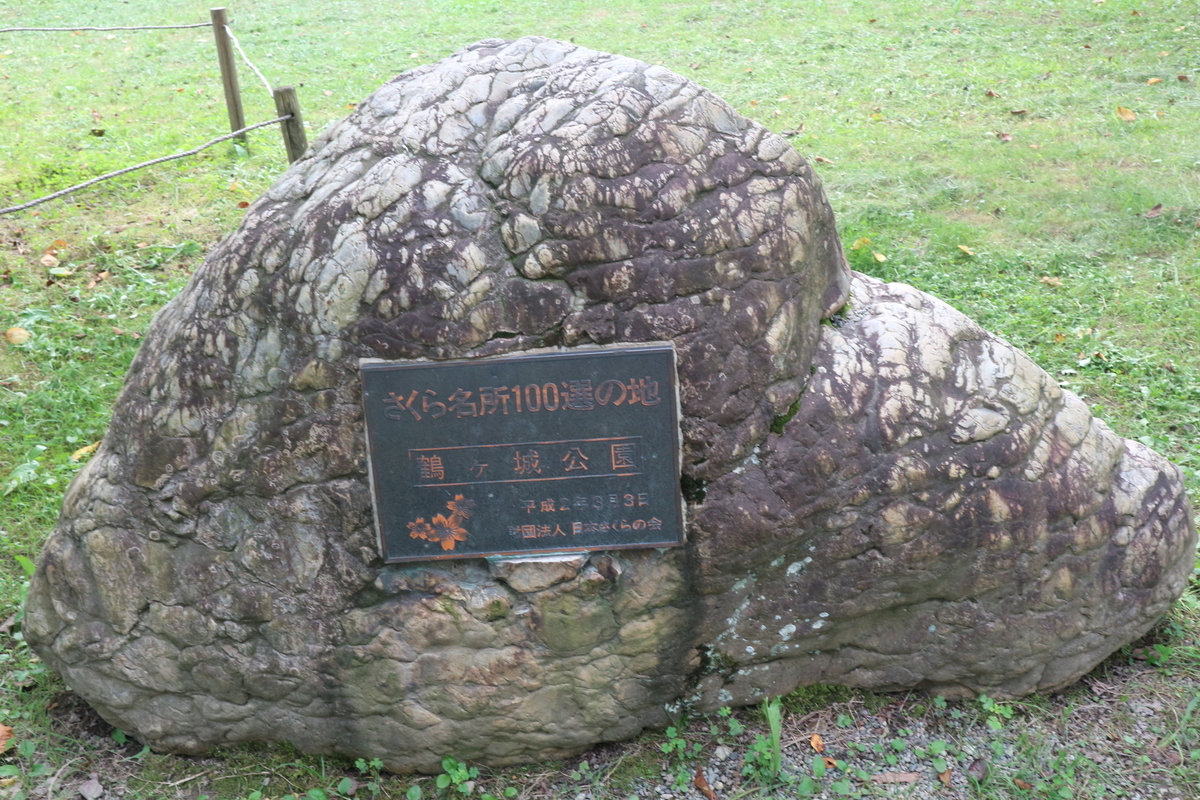 さくら名所100選の地
鶴ヶ城公園
平成2年3月3日
財団法人 日本さくらの会